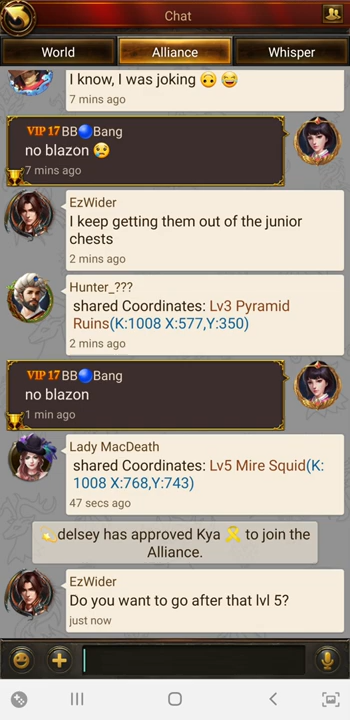 Chat
World
Alliance
Whisper
I know, I was joking 🙃 😂
7 mins ago
VIP 17 BB🔵Bang
no blazon 😢
7 mins ago
EzWider
I keep getting them out of the junior
chests
2 mins ago
Hunter_???
shared Coordinates: Lv3 Pyramid
Ruins(K:1008 X:577,Y:350)
2 mins ago
VIP 17 BB🔵Bang
no blazon
1 min ago
Lady MacDeath
shared Coordinates: Lv5 Mire Squid(K:
1008 X:768,Y:743)
47 secs ago
💫delsey has approved Kya 🎗 to join the
Alliance.
EzWider
Do you want to go after that lvl 5?
just now